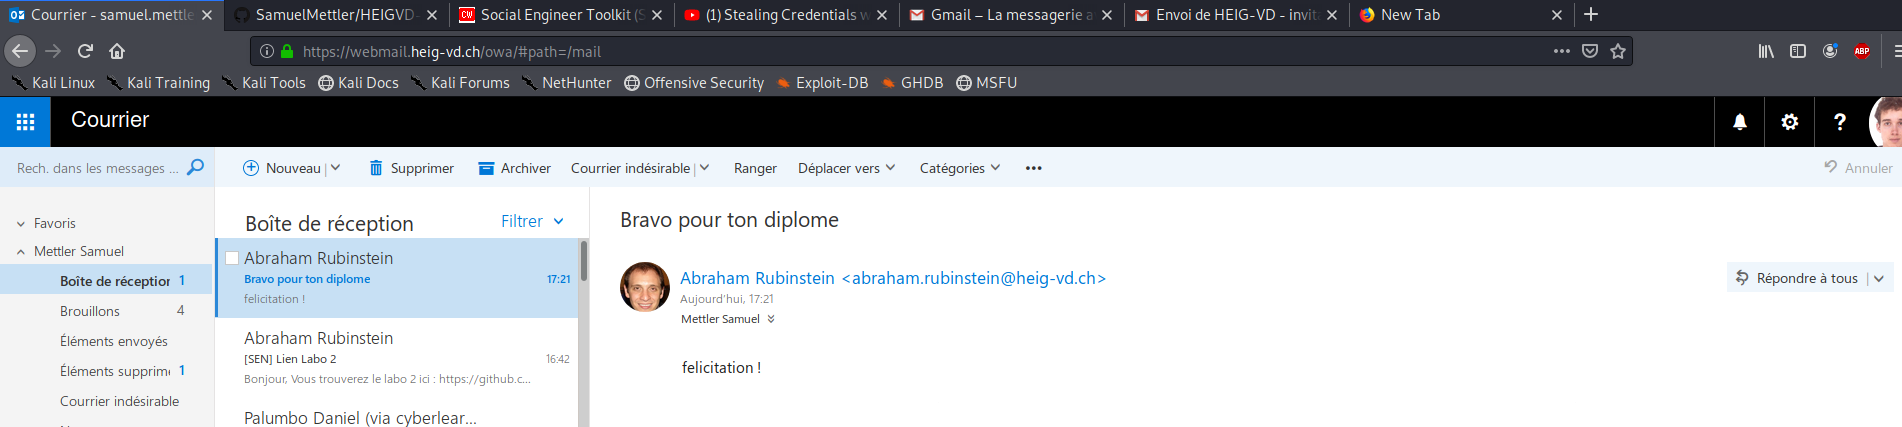 Courrier - samuel.mettle
SamuelMettler/HEIGVD-
CW Social Engineer Toolkit (S
(1) Stealing Credentials w
Gmail – La messagerie a
Envoi de HEIG-VD - invit
New Tab
https://webmail.heig-vd.ch/owa/#path=/mail
ABP
Kali Linux Kali Training Kali Tools Kali Docs Kali Forums NetHunter Offensive Security Exploit-DB GHDB MSFU
Courrier
?
Rech. dans les messages ...
Nouveau | Supprimer Archiver Courrier indésirable | Ranger Déplacer vers Catégories ••• Annuler
Favoris
Mettler Samuel
Boîte de réception 1
Brouillons 4
Éléments envoyés
Éléments supprime 1
Courrier indésirable
Boîte de réception Filtrer
Abraham Rubinstein
Bravo pour ton diplome 17:21
felicitation !
Abraham Rubinstein
[SEN] Lien Labo 2 16:42
Bonjour, Vous trouverez le labo 2 ici : https://github.c...
Palumbo Daniel (via cyberlear...
Bravo pour ton diplome
Abraham Rubinstein <abraham.rubinstein@heig-vd.ch>
Aujourd'hui, 17:21
Mettler Samuel
Répondre à tous |
felicitation !